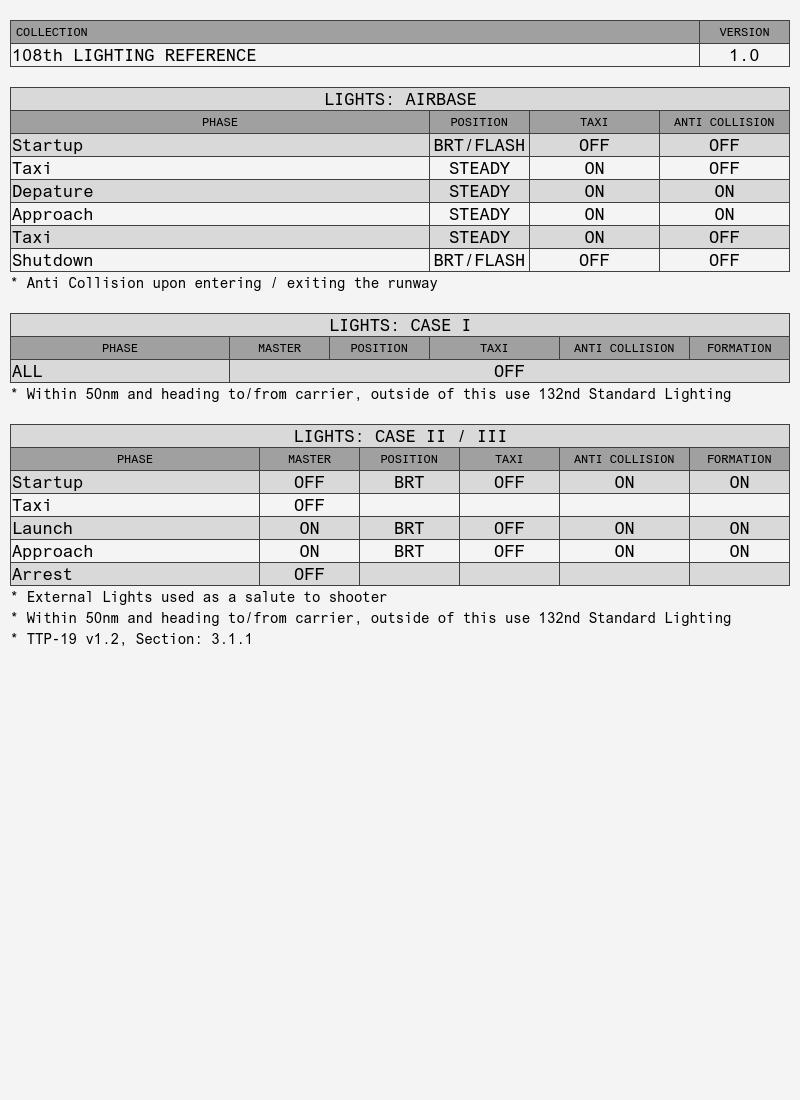 COLLECTION VERSION
108th LIGHTING REFERENCE 1.0
LIGHTS: AIRBASE
PHASE POSITION TAXI ANTI COLLISION
Startup BRT/FLASH OFF OFF
Taxi STEADY ON OFF
Depature STEADY ON ON
Approach STEADY ON ON
Taxi STEADY ON OFF
Shutdown BRT/FLASH OFF OFF
* Anti Collision upon entering / exiting the runway
LIGHTS: CASE I
PHASE MASTER POSITION TAXI ANTI COLLISION FORMATION
ALL OFF
* Within 50nm and heading to/from carrier, outside of this use 132nd Standard Lighting
LIGHTS: CASE II / III
PHASE MASTER POSITION TAXI ANTI COLLISION FORMATION
Startup OFF BRT OFF ON ON
Taxi OFF
Launch ON BRT OFF ON ON
Approach ON BRT OFF ON ON
Arrest OFF
* External Lights used as a salute to shooter
* Within 50nm and heading to/from carrier, outside of this use 132nd Standard Lighting
* TTP-19 v1.2, Section: 3.1.1